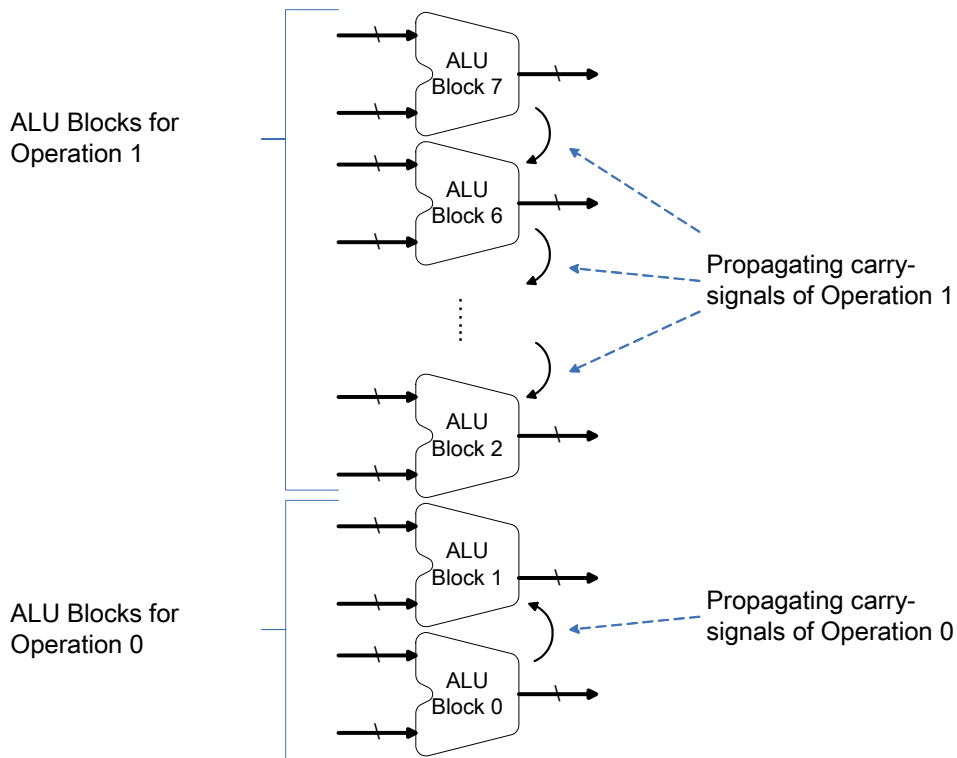 ALU
Block 7
ALU Blocks for
Operation 1
ALU
Block 6
Propagating carry-
signals of Operation 1
ALU
Block 2
ALU
Block 1
ALU Blocks for
Operation 0
Propagating carry-
signals of Operation 0
ALU
Block 0